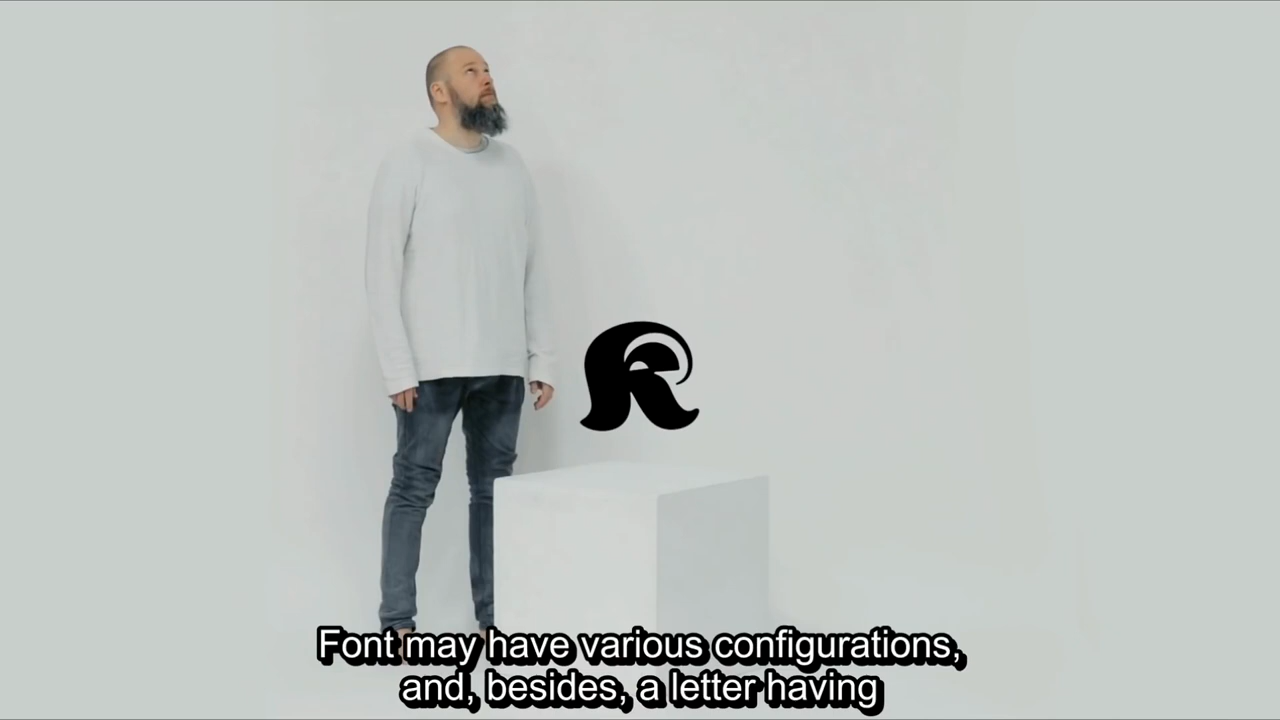 Font may have various configurations,
and, besides, a letter having